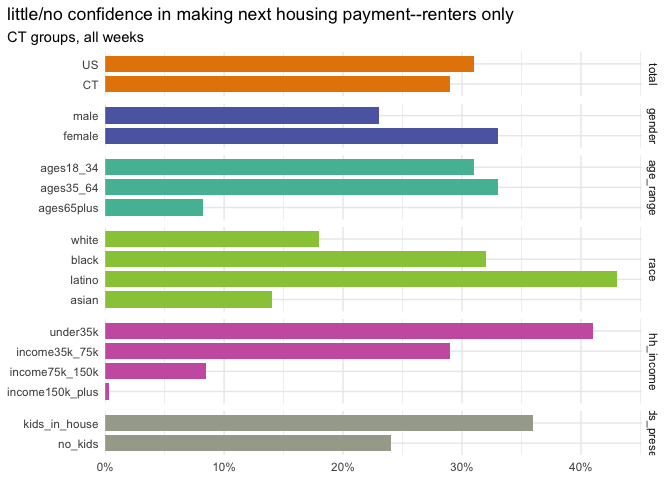 little/no confidence in making next housing payment--renters only
CT groups, all weeks
US
CT
total
male
female
gender
ages18_34
ages35_64
ages65plus
age_range
white
black
latino
asian
race
under35k
income35k_75k
income75k_150k
income150k_plus
hh_income
kids_in_house
no_kids
ds_prese
0%
10%
20%
30%
40%